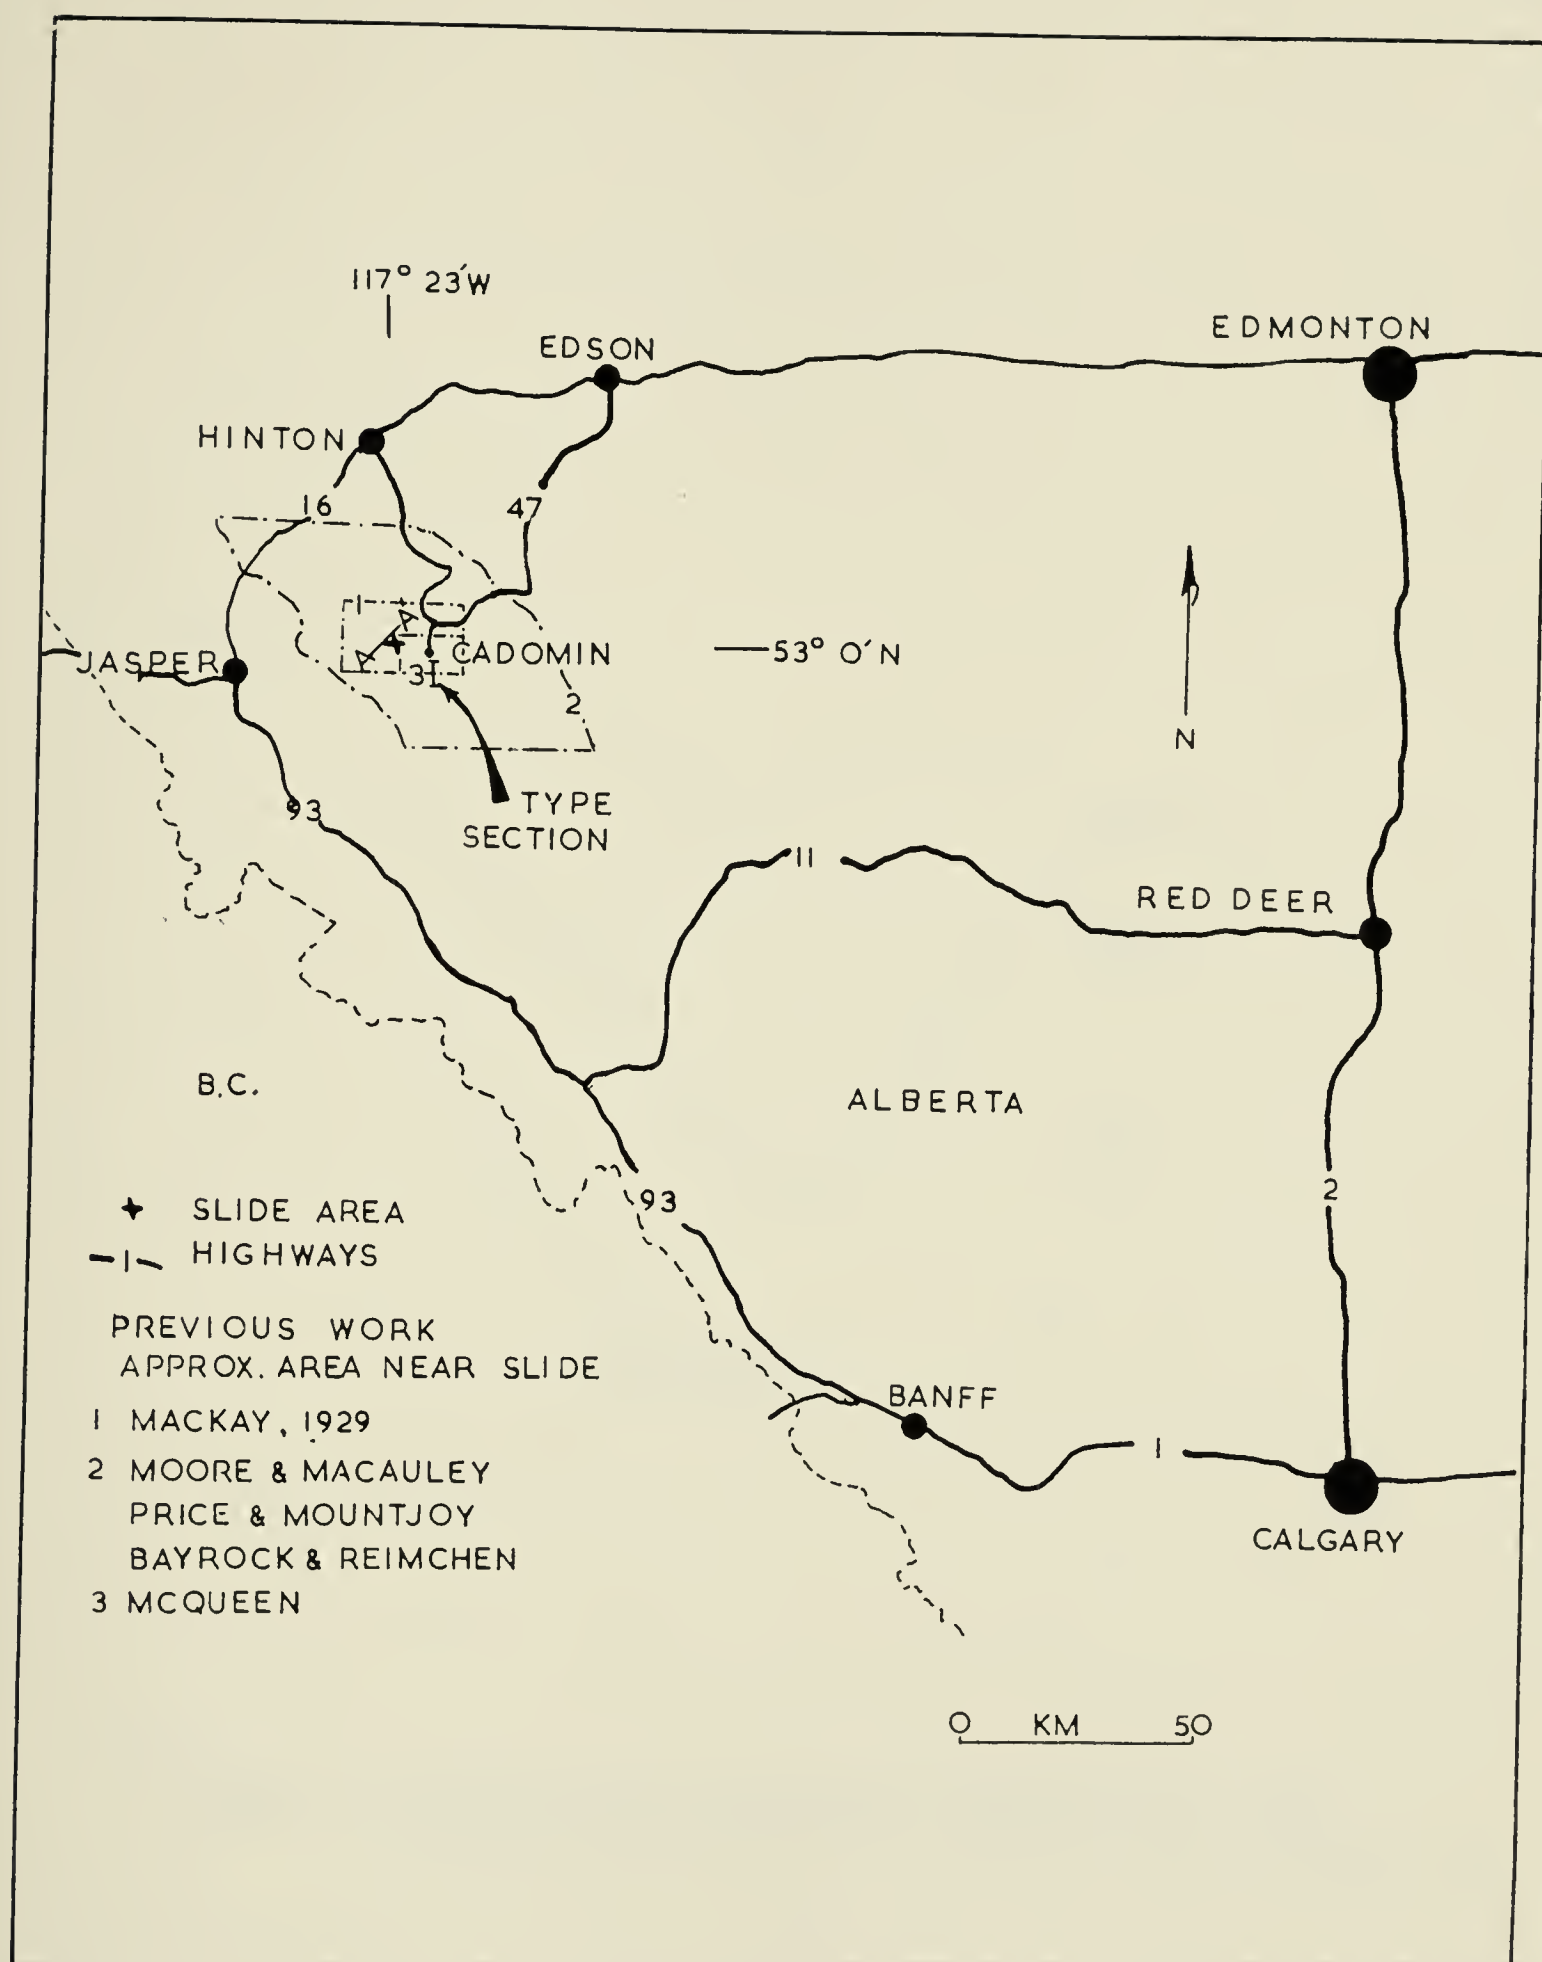 117° 23'W
EDMONTON
EDSON
HINTON
16
47
1
A
A
CADOMIN
53° 0'N
JASPER
3
2
N
93
TYPE
SECTION
11
RED DEER
B.C.
ALBERTA
2
93
SLIDE AREA
1 HIGHWAYS
PREVIOUS WORK
APPROX. AREA NEAR SLIDE
BANFF
1 MACKAY, 1929
1
2 MOORE & MACAULEY
PRICE & MOUNTJOY
CALGARY
BAYROCK & REIMCHEN
3 MCQUEEN
0 KM 50